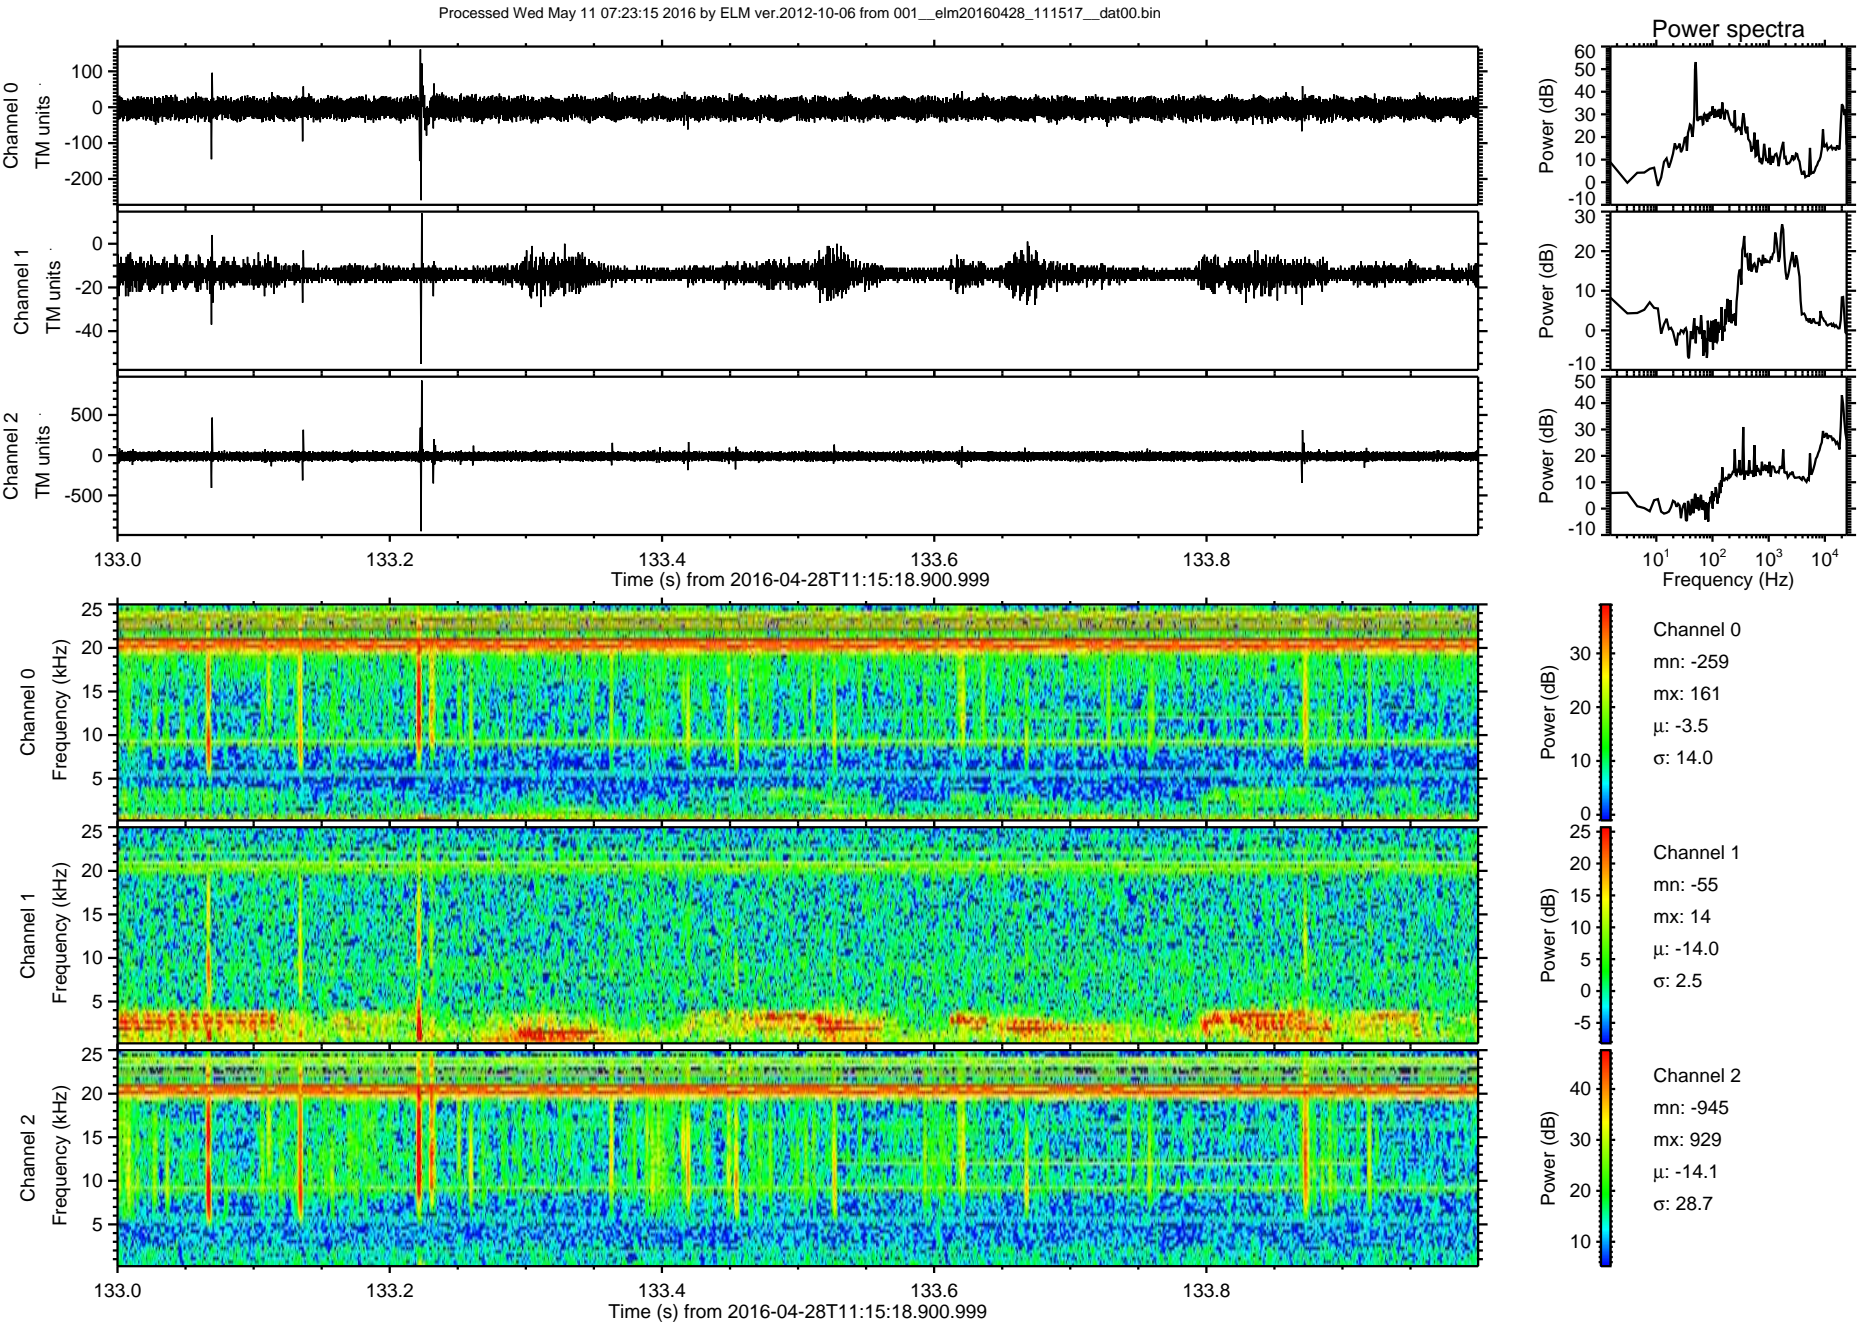 Processed Wed May 11 07:23:15 2016 by ELM ver.2012-10-06 from 001__elm20160428_111517__dat00.bin
Power spectra
Channel 0
TM units
100
0
-100
-200
Power (dB)
60
50
40
30
20
10
0
-10
Channel 1
TM units
0
-20
-40
Power (dB)
30
20
10
0
-10
Channel 2
TM units
500
0
-500
Power (dB)
50
40
30
20
10
0
-10
133.0 133.2 133.4 133.6 133.8
Time (s) from 2016-04-28T11:15:18.900.999
10¹ 10² 10³ 10⁴
Frequency (Hz)
Channel 0
Frequency (kHz)
25
20
15
10
5
Power (dB)
30
20
10
0
Channel 0
mn: -259
mx: 161
μ: -3.5
σ: 14.0
Channel 1
Frequency (kHz)
25
20
15
10
5
Power (dB)
25
20
15
10
5
0
-5
Channel 1
mn: -55
mx: 14
μ: -14.0
σ: 2.5
Channel 2
Frequency (kHz)
25
20
15
10
5
Power (dB)
40
30
20
10
Channel 2
mn: -945
mx: 929
μ: -14.1
σ: 28.7
133.0 133.2 133.4 133.6 133.8
Time (s) from 2016-04-28T11:15:18.900.999